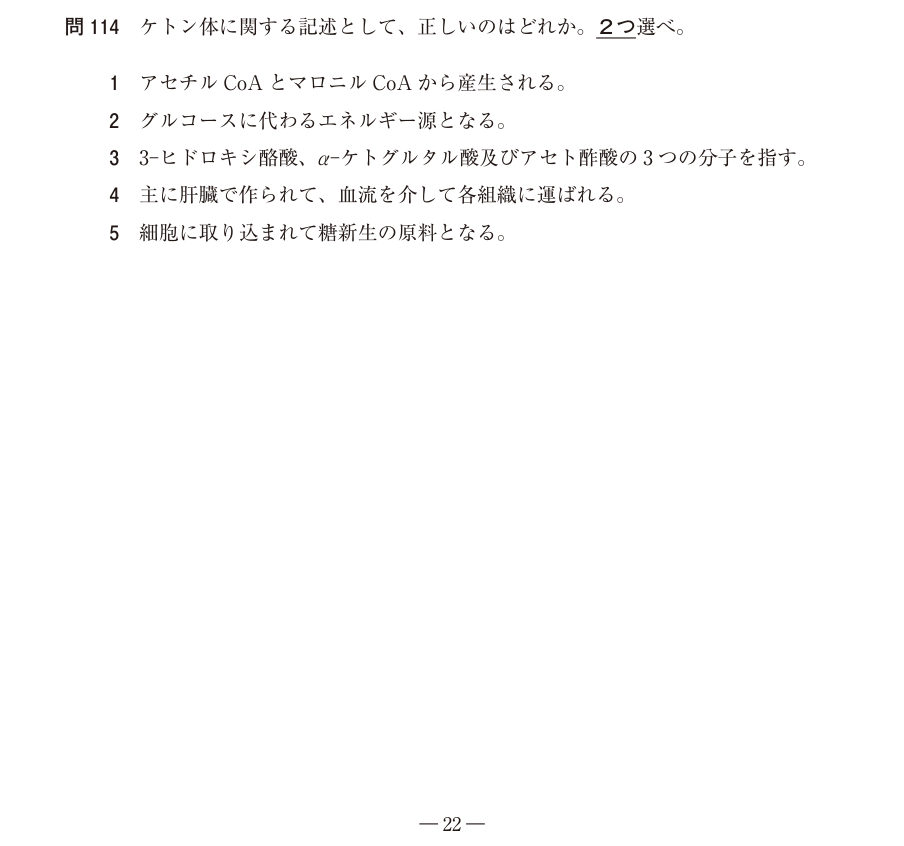 問 114 ケトン体に関する記述として、正しいのはどれか。2つ選べ。
1 アセチル CoA とマロニル CoA から産生される。
2 グルコースに代わるエネルギー源となる。
3 3-ヒドロキシ酪酸、α-ケトグルタル酸及びアセト酢酸の 3 つの分子を指す。
4 主に肝臓で作られて、血流を介して各組織に運ばれる。
5 細胞に取り込まれて糖新生の原料となる。
— 22 —